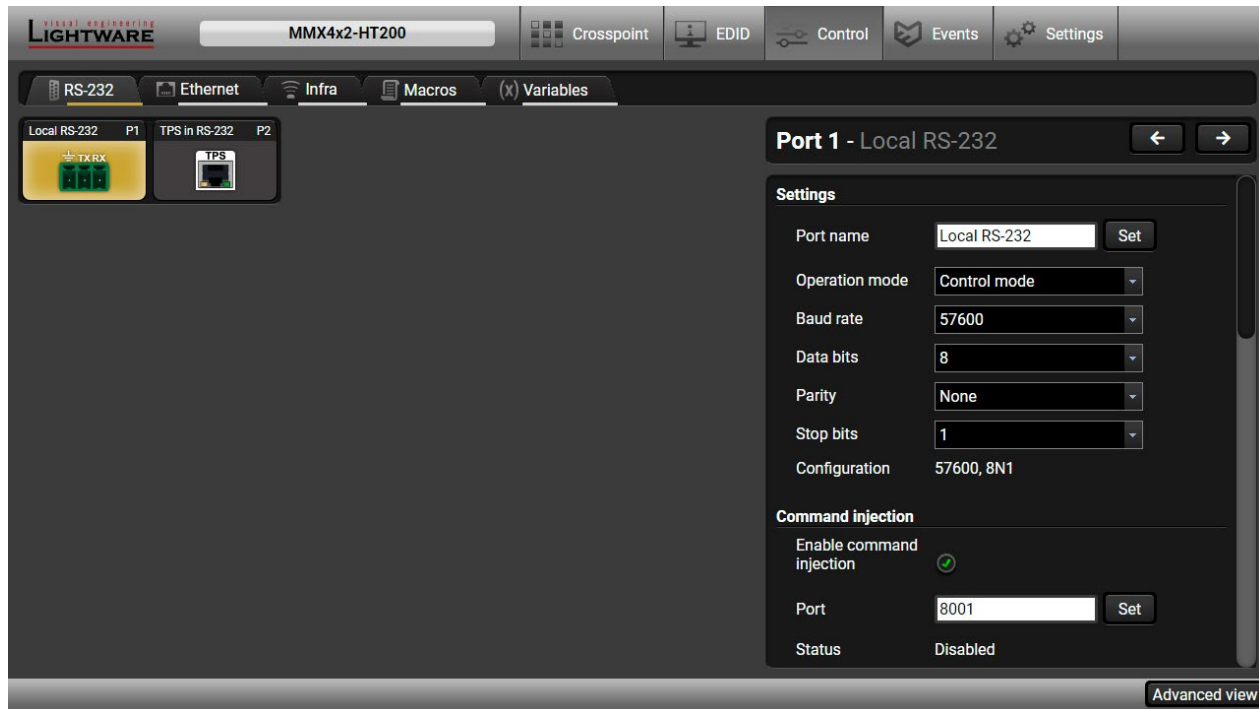 visual engineering
LIGHTWARE
MMX4x2-HT200
Crosspoint
EDID
Control
Events
Settings
RS-232
Ethernet
Infra
Macros
(x) Variables
Local RS-232 P1
TX RX
TPS in RS-232 P2
TPS
Port 1 - Local RS-232
Settings
Port name Local RS-232 Set
Operation mode Control mode
Baud rate 57600
Data bits 8
Parity None
Stop bits 1
Configuration 57600, 8N1
Command injection
Enable command
injection
Port 8001 Set
Status Disabled
Advanced view